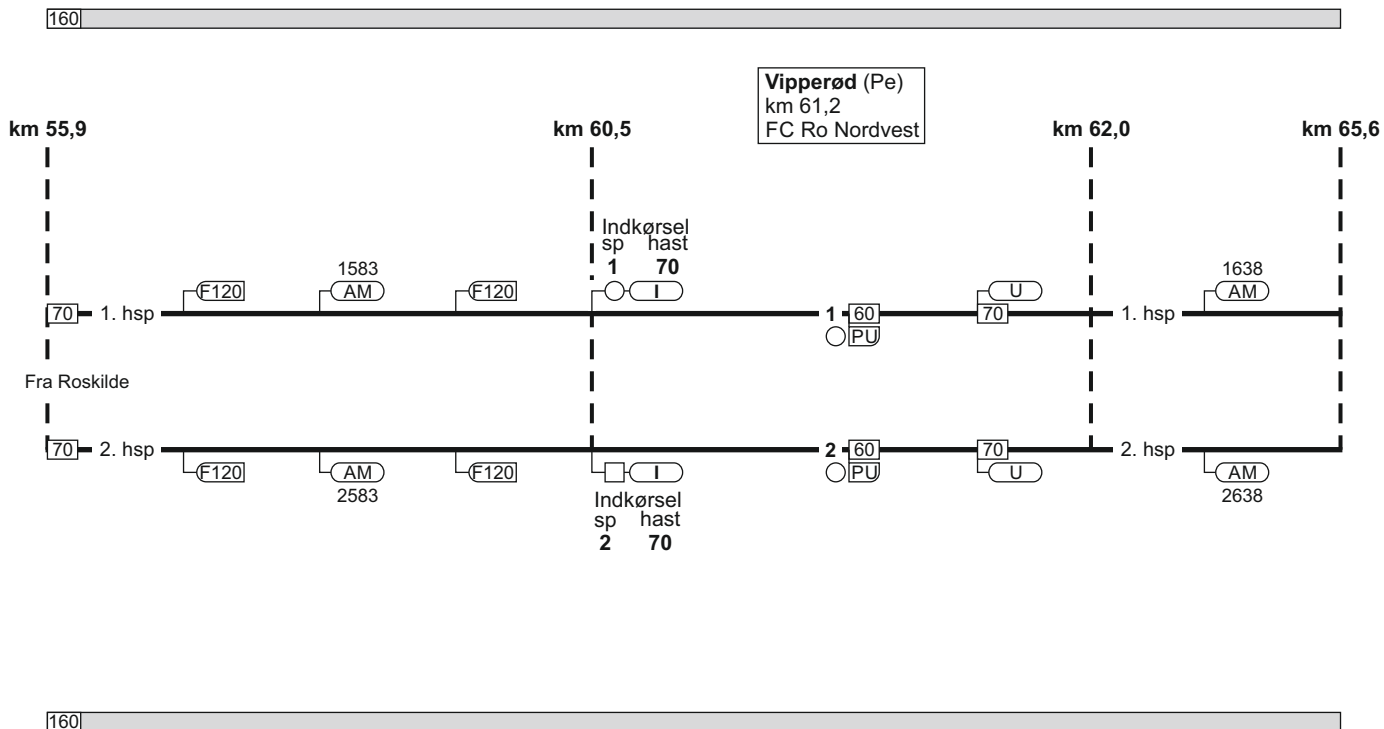 160
Vipperød (Pe)
km 61,2
FC Ro Nordvest
km 55,9
km 60,5
km 62,0
km 65,6
Indkørsel
sp hast
1 70
1583
1638
F120
AM
F120
I
U
AM
70
1. hsp
1
60
70
1. hsp
PU
Fra Roskilde
70
2. hsp
2
60
70
2. hsp
F120
AM
F120
I
PU
U
AM
2583
2638
Indkørsel
sp hast
2 70
160